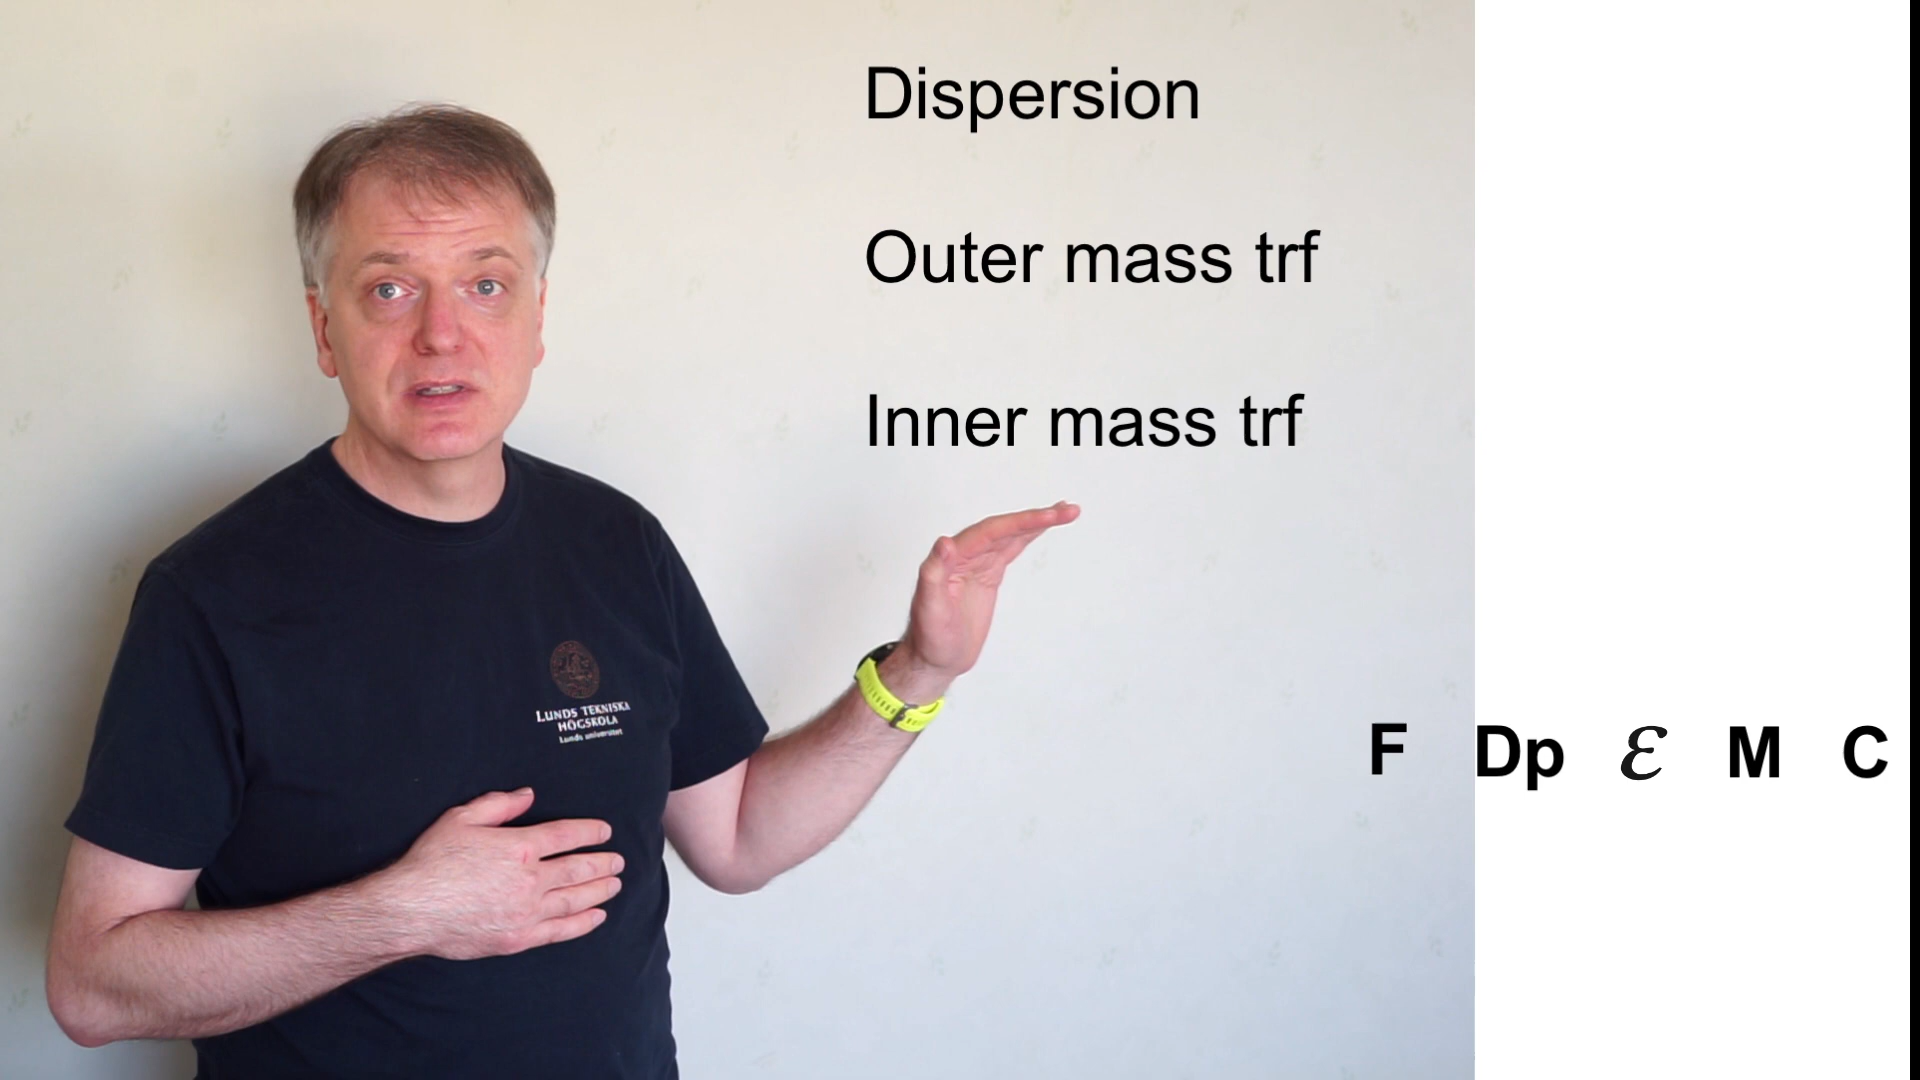 Dispersion
Outer mass trf
Inner mass trf
LUNDS TEKNISKA
HÖGSKOLA
Lunds universitet
F Dp ε M C